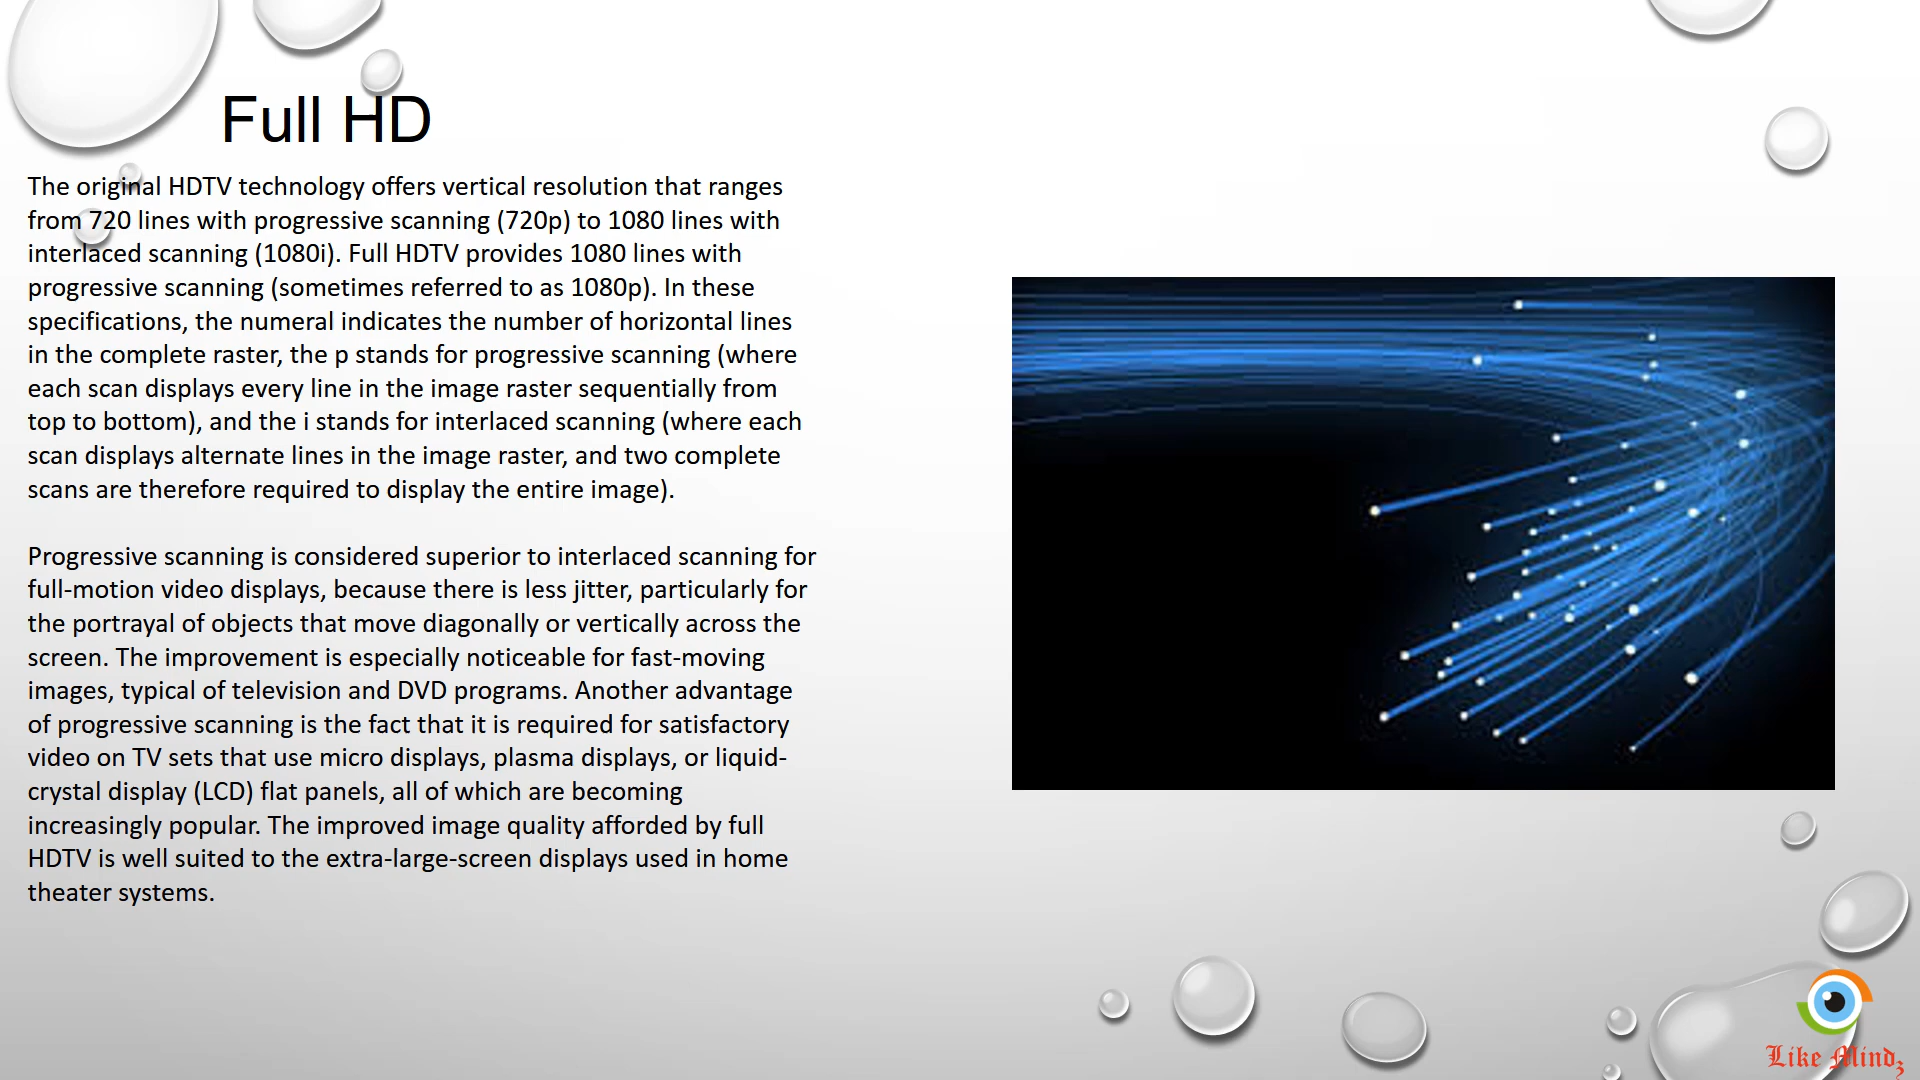 Full HD
The original HDTV technology offers vertical resolution that ranges
from 720 lines with progressive scanning (720p) to 1080 lines with
interlaced scanning (1080i). Full HDTV provides 1080 lines with
progressive scanning (sometimes referred to as 1080p). In these
specifications, the numeral indicates the number of horizontal lines
in the complete raster, the p stands for progressive scanning (where
each scan displays every line in the image raster sequentially from
top to bottom), and the i stands for interlaced scanning (where each
scan displays alternate lines in the image raster, and two complete
scans are therefore required to display the entire image).
Progressive scanning is considered superior to interlaced scanning for
full-motion video displays, because there is less jitter, particularly for
the portrayal of objects that move diagonally or vertically across the
screen. The improvement is especially noticeable for fast-moving
images, typical of television and DVD programs. Another advantage
of progressive scanning is the fact that it is required for satisfactory
video on TV sets that use micro displays, plasma displays, or liquid-
crystal display (LCD) flat panels, all of which are becoming
increasingly popular. The improved image quality afforded by full
HDTV is well suited to the extra-large-screen displays used in home
theater systems.
Like Mindz